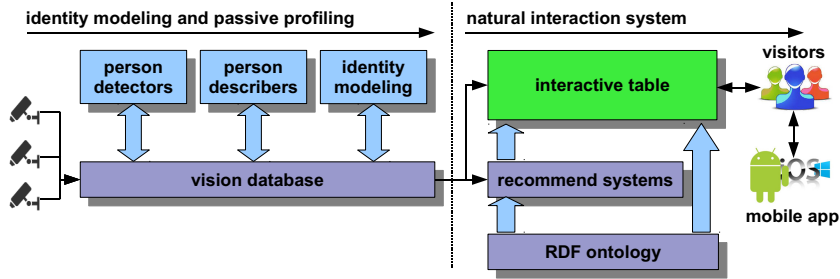 identity modeling and passive profiling
natural interaction system
person
detectors
person
describers
identity
modeling
interactive table
visitors
vision database
recommend systems
iOS
mobile app
RDF ontology